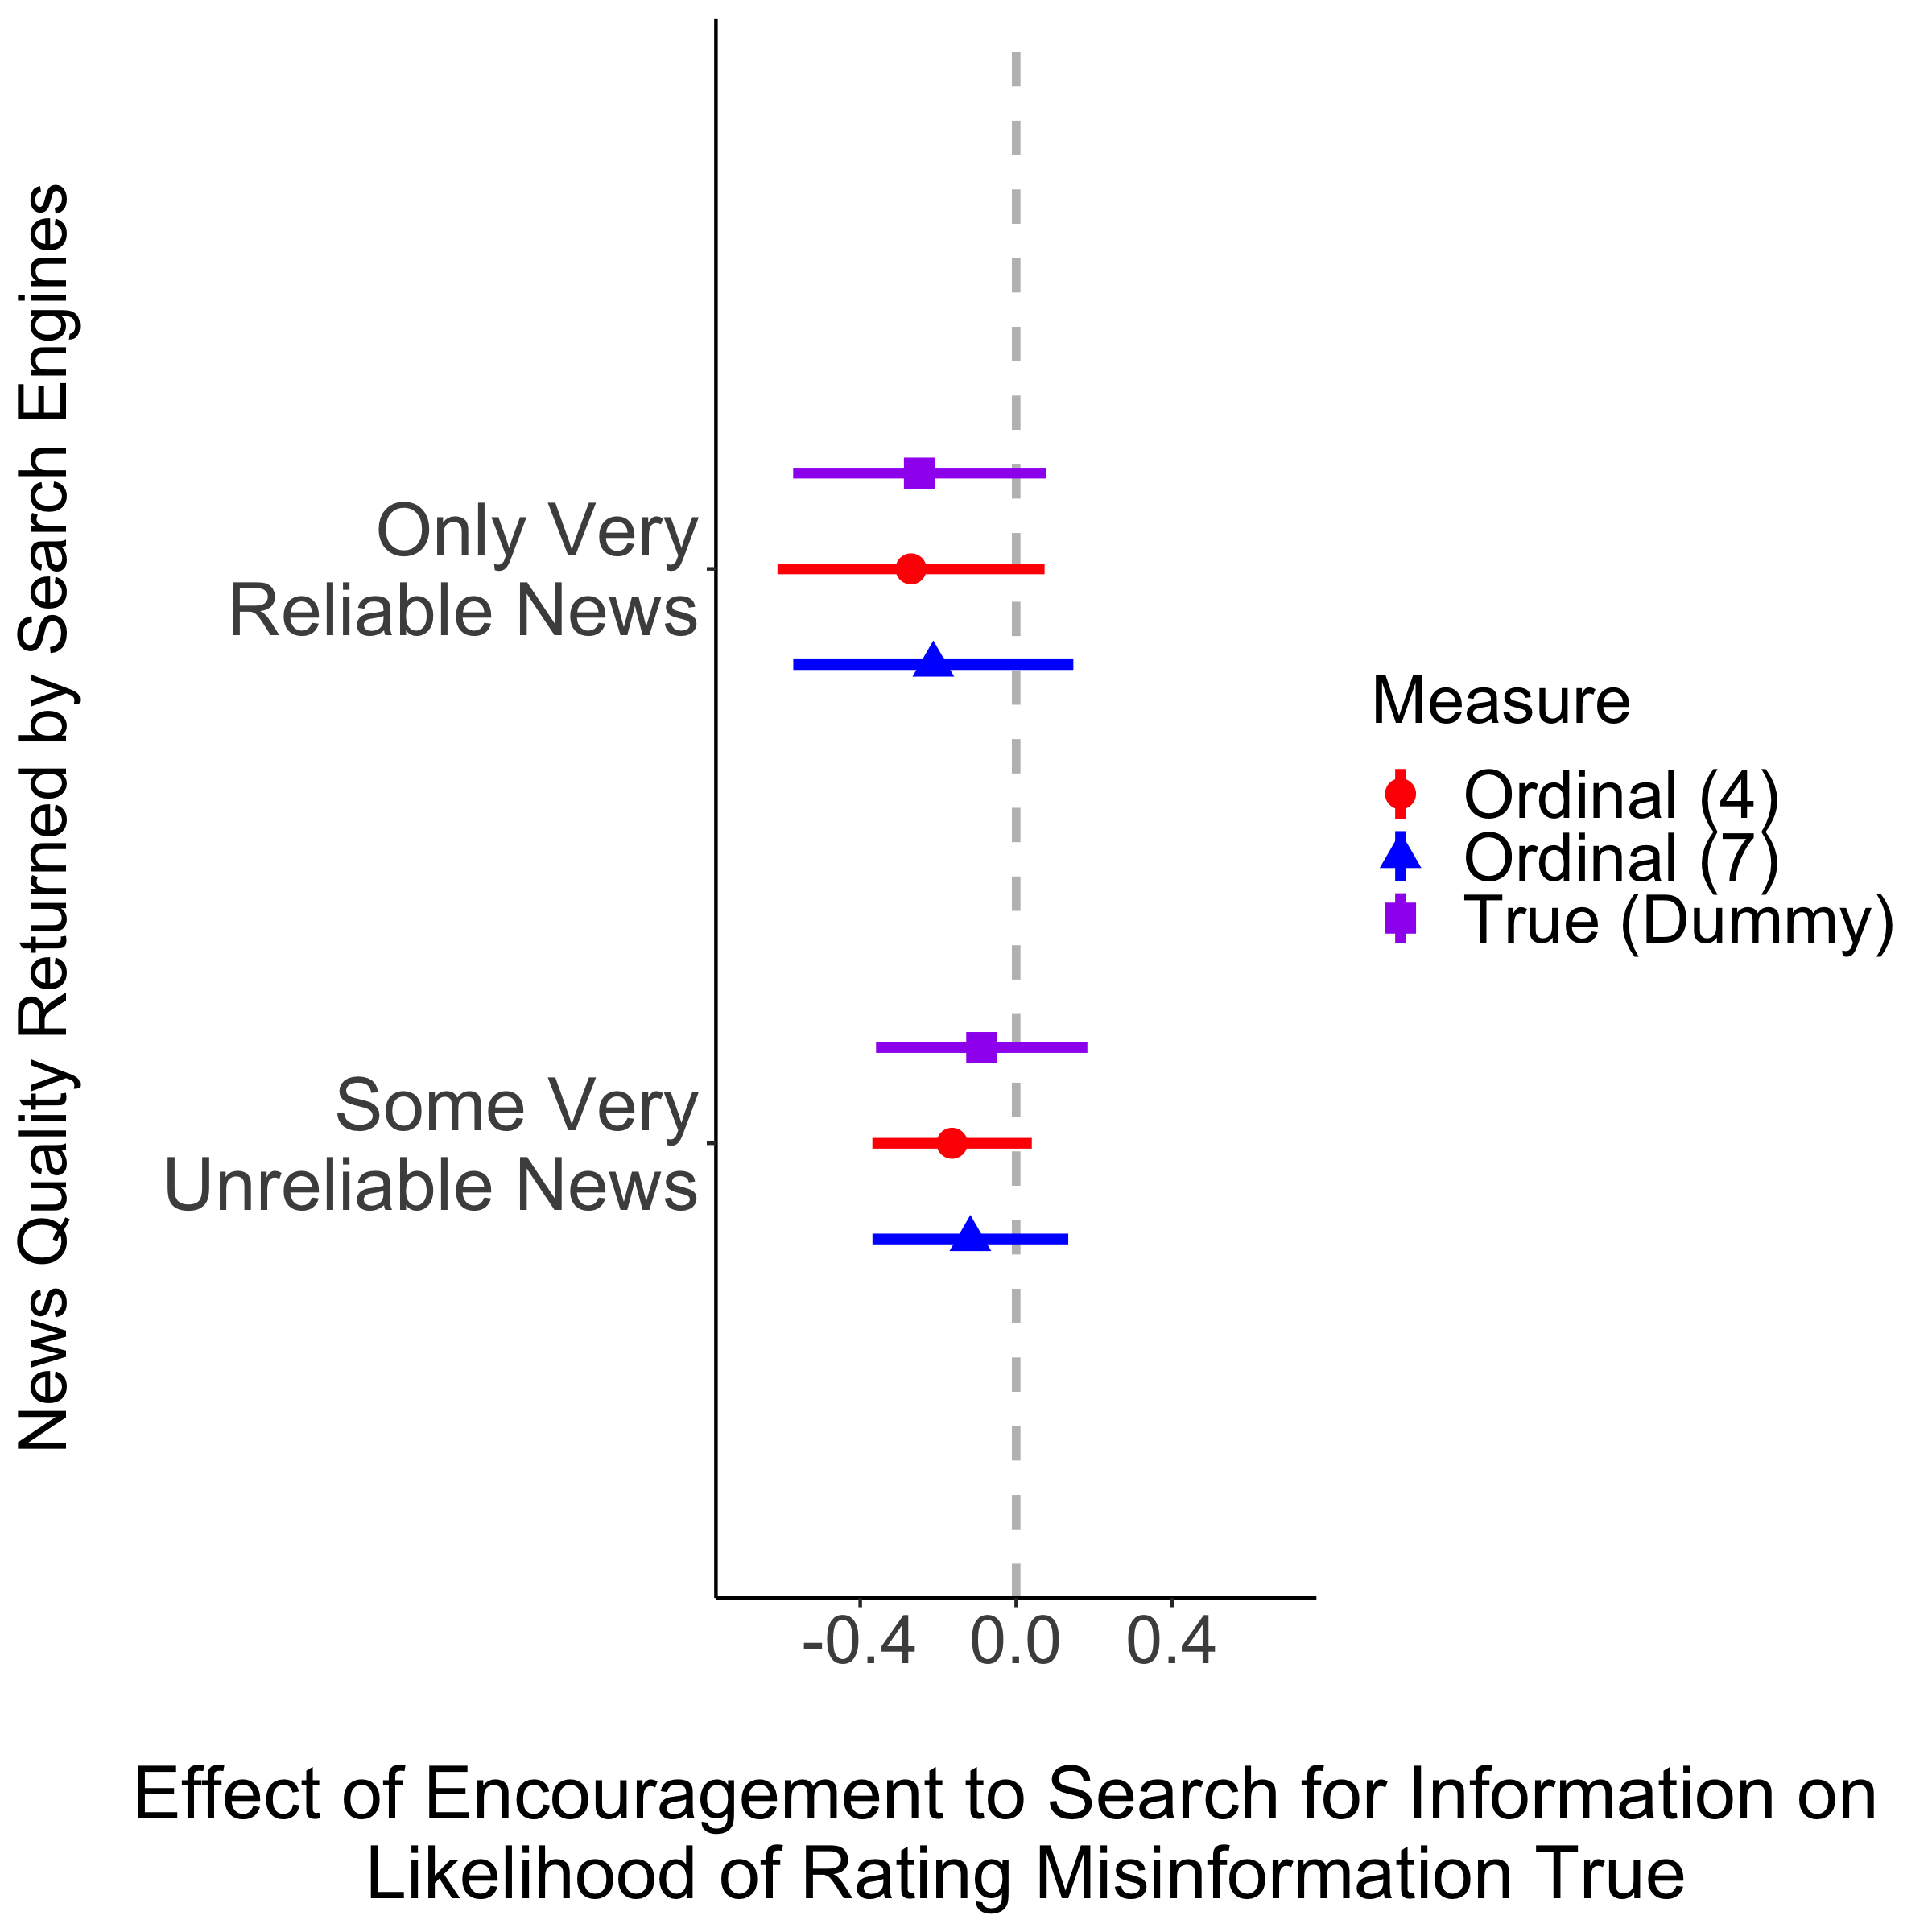 News Quality Returned by Search Engines
Only Very
Reliable News
Some Very
Unreliable News
Measure
Ordinal (4)
Ordinal (7)
True (Dummy)
-0.4
0.0
0.4
Effect of Encouragement to Search for Information on
Likelihood of Rating Misinformation True